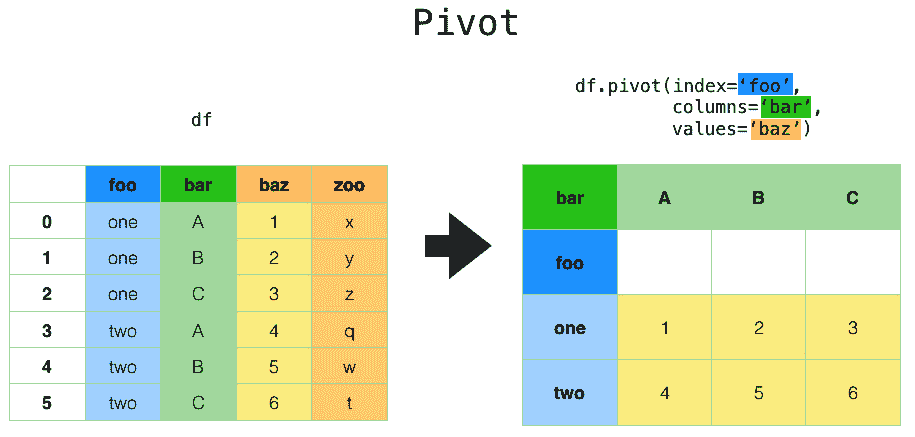 Pivot
df
foo bar baz zoo
0 one A 1 x
1 one B 2 y
2 one C 3 z
3 two A 4 q
4 two B 5 w
5 two C 6 t
df.pivot(index=‘foo’,
columns=‘bar’,
values=‘baz’)
bar A B C
foo
one 1 2 3
two 4 5 6